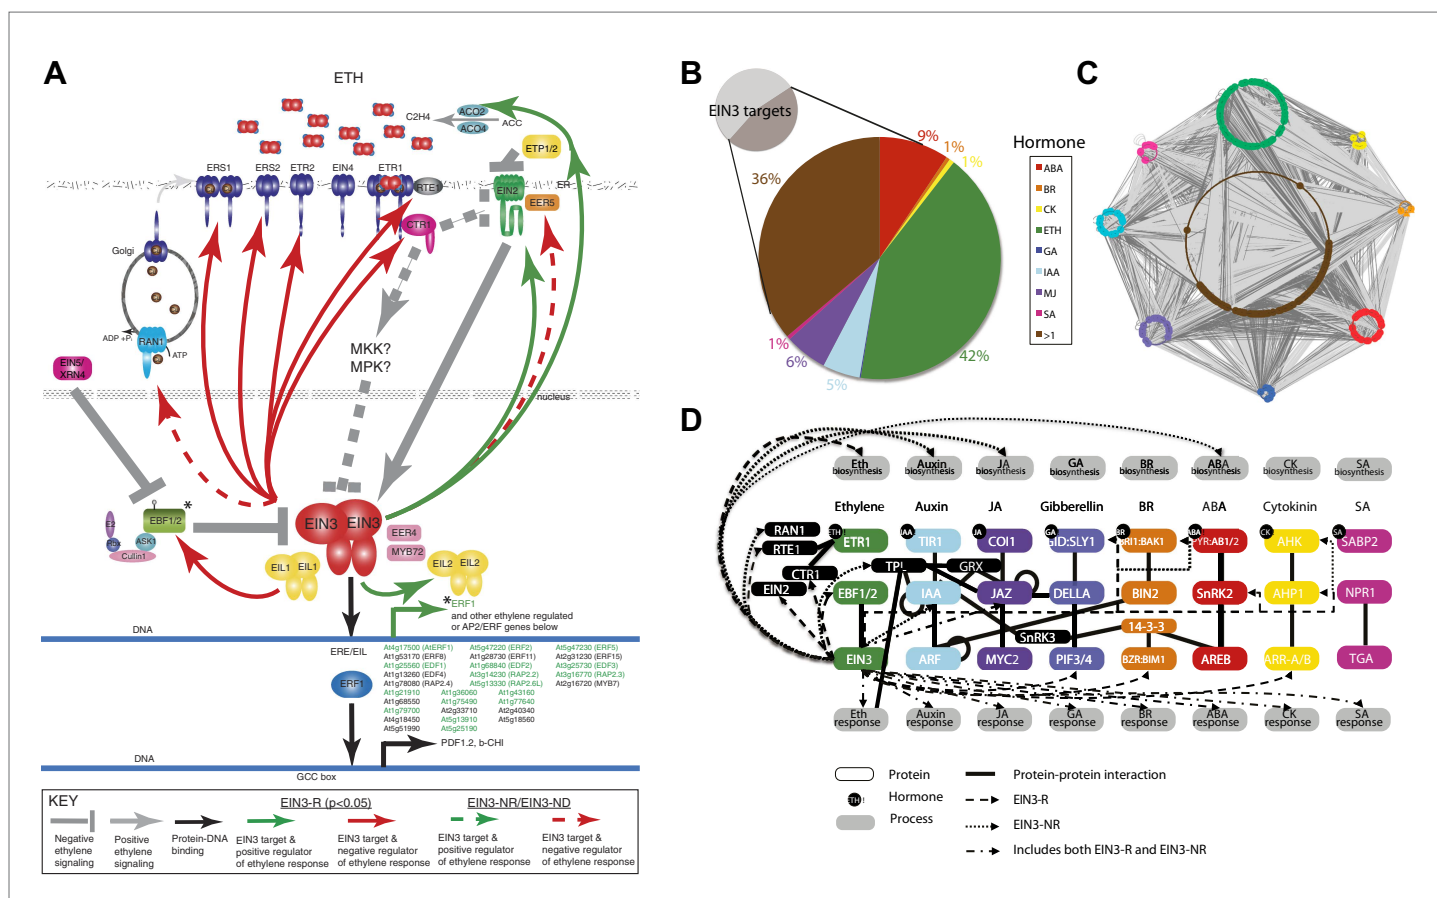 A
ETH
C2H4
ACO2
ACO4
ACC
ETP1/2
ERS1
ERS2
ETR2
EIN4
ETR1
RTE1
EIN2
ER
EER5
CTR1
Golgi
ADP +Pi
RAN1
ATP
MKK?
MPK?
EIN5/
XRN4
nucleus
EBF1/2
*
E2
Rbx
ASK1
Cullin1
EIN3 EIN3
EER4
MYB72
EIL1 EIL1
EIL2 EIL2
*
ERF1
and other ethylene regulated
or AP2/ERF genes below
DNA
ERE/EIL
ERF1
At4g17500 (AtERF1) At5g47220 (ERF2) At5g47230 (ERF5)
At1g53170 (ERF8) At1g28730 (ERF11) At2g31230 (ERF15)
At1g25560 (EDF1) At1g68840 (EDF2) At3g25730 (EDF3)
At1g13260 (EDF4) At3g14230 (RAP2.2) At3g16770 (RAP2.3)
At1g78080 (RAP2.4) At5g13330 (RAP2.6L) At2g16720 (MYB7)
At1g21910 At1g36060 At1g43160
At1g68550 At1g75490 At1g77640
At1g79700 At2g33710 At2g40340
At4g18450 At5g13910 At5g18560
At5g51990 At5g25190
PDF1.2, b-CHI
DNA
GCC box
KEY
EIN3-R (p<0.05)
EIN3-NR/EIN3-ND
Negative
ethylene
signaling
Positive
ethylene
signaling
Protein-DNA
binding
EIN3 target &
positive regulator
of ethylene response
EIN3 target &
negative regulator
of ethylene response
EIN3 target &
positive regulator
of ethylene response
EIN3 target &
negative regulator
of ethylene response
B
EIN3 targets
9%
1%
1%
36%
42%
1%
6%
5%
Hormone
ABA
BR
CK
ETH
GA
IAA
MJ
SA
>1
C
D
Eth
biosynthesis
Auxin
biosynthesis
JA
biosynthesis
GA
biosynthesis
BR
biosynthesis
ABA
biosynthesis
CK
biosynthesis
SA
biosynthesis
Ethylene Auxin JA Gibberellin BR ABA Cytokinin SA
RAN1
RTE1
CTR1
EIN2
ETH
ETR1
IAA
TIR1
JA
COI1
GA
GID:SLY1
BR
BRI1:BAK1
ABA
PYR:AB1/2
CK
AHK
SA
SABP2
TPL
GRX
EBF1/2 IAA JAZ DELLA BIN2 SnRK2 AHP1 NPR1
14-3-3
SnRK3
EIN3 ARF MYC2 PIF3/4 BZR:BIM1 AREB ARR-A/B TGA
Eth
response
Auxin
response
JA
response
GA
response
BR
response
ABA
response
CK
response
SA
response
Protein
ETH
Hormone
Process
Protein-protein interaction
EIN3-R
EIN3-NR
Includes both EIN3-R and EIN3-NR